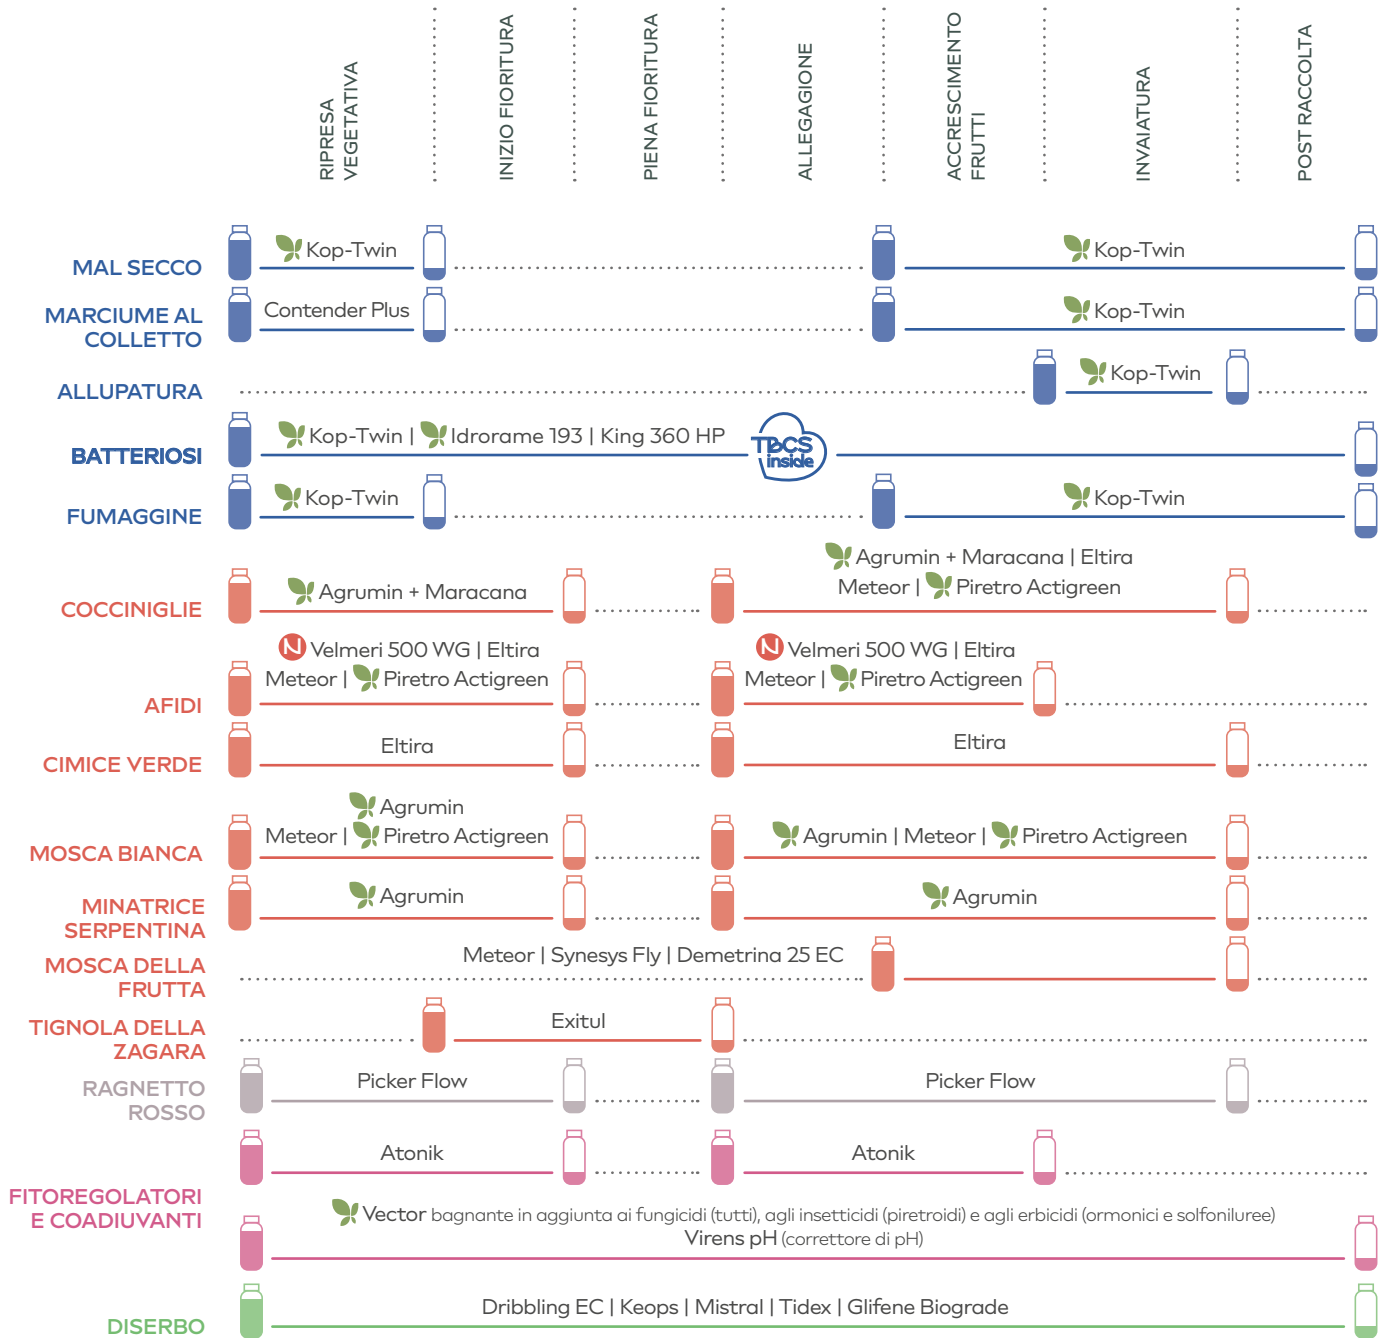 RIPRESA
VEGETATIVA
INIZIO FIORITURA
PIENA FIORITURA
ALLEGAGIONE
ACCRESCIMENTO
FRUTTI
INVAIATURA
POST RACCOLTA
MAL SECCO
Kop-Twin
Kop-Twin
MARCIUME AL
COLLETTO
Contender Plus
Kop-Twin
ALLUPATURA
Kop-Twin
BATTERIOSI
Kop-Twin | Idrorame 193 | King 360 HP
TBCS
inside
FUMAGGINE
Kop-Twin
Kop-Twin
COCCINIGLIE
Agrumin + Maracana
Agrumin + Maracana | Eltira
Meteor | Piretro Actigreen
AFIDI
N Velmeri 500 WG | Eltira
Meteor | Piretro Actigreen
N Velmeri 500 WG | Eltira
Meteor | Piretro Actigreen
CIMICE VERDE
Eltira
Eltira
MOSCA BIANCA
Agrumin
Meteor | Piretro Actigreen
Agrumin | Meteor | Piretro Actigreen
MINATRICE
SERPENTINA
Agrumin
Agrumin
MOSCA DELLA
FRUTTA
Meteor | Synesys Fly | Demetrina 25 EC
TIGNOLA DELLA
ZAGARA
Exitul
RAGNETTO
ROSSO
Picker Flow
Picker Flow
FITOREGOLATORI
E COADIUVANTI
Atonik
Atonik
Vector bagnante in aggiunta ai fungicidi (tutti), agli insetticidi (piretroidi) e agli erbicidi (ormonici e solfoniluree)
Virens pH (correttore di pH)
DISERBO
Dribbling EC | Keops | Mistral | Tidex | Glifene Biograde